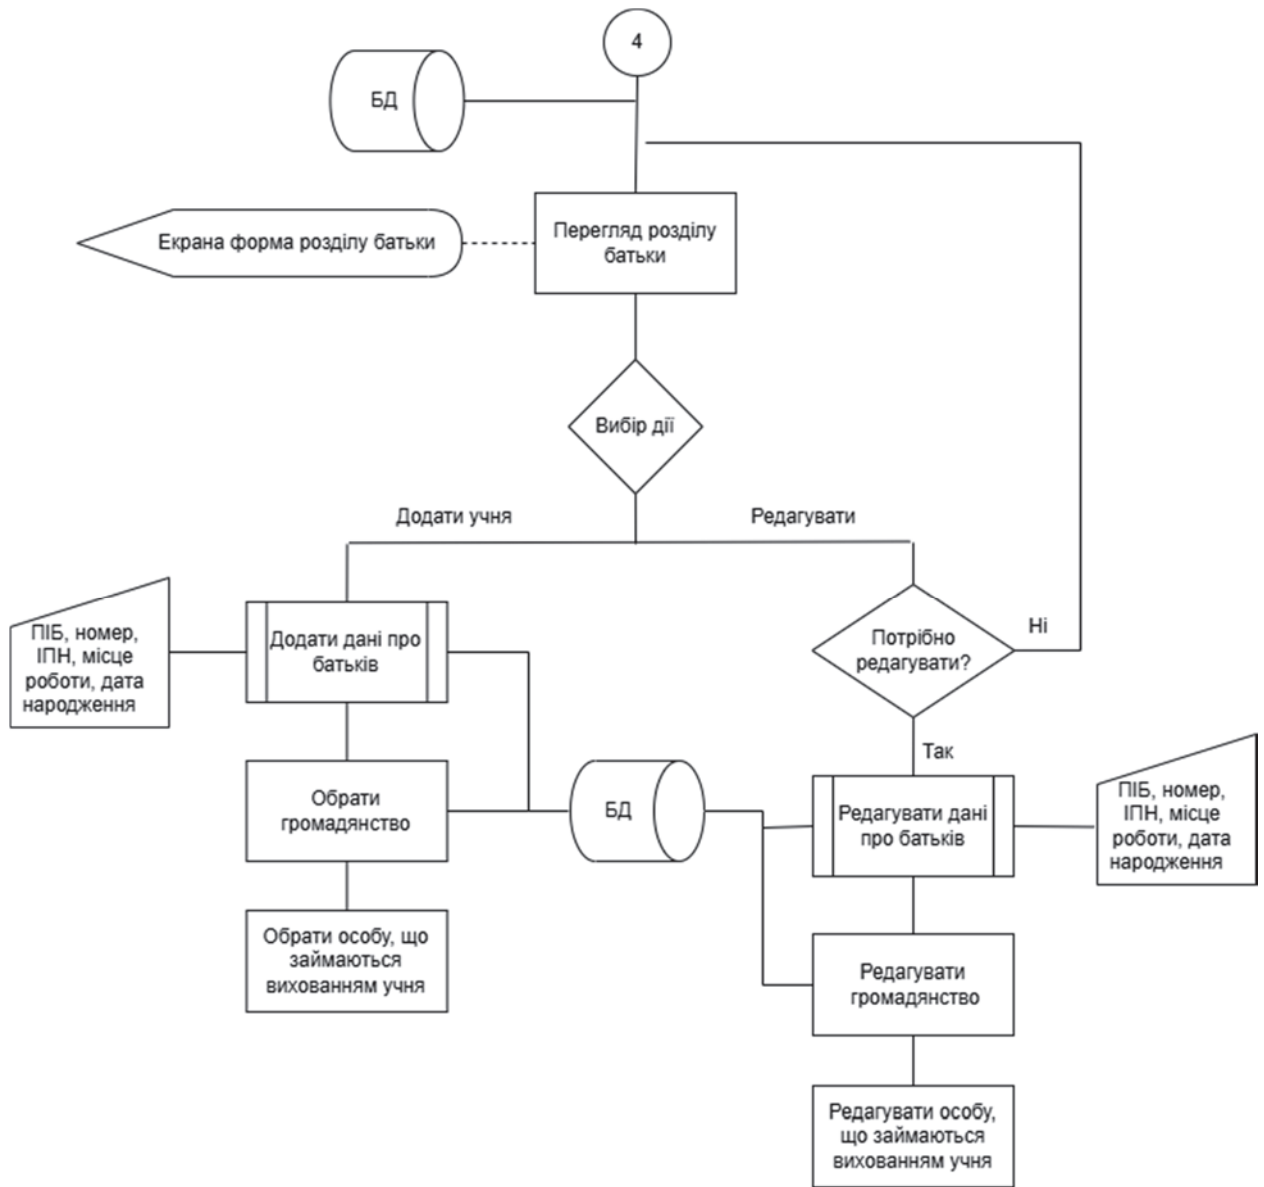 4
БД
Екрана форма розділу батьки
Перегляд розділу
батьки
Вибір дії
Додати учня
Редагувати
ПІБ, номер,
ІПН, місце
роботи, дата
народження
Додати дані про
батьків
Потрібно
редагувати?
Ні
Так
Обрати
громадянство
БД
Редагувати дані
про батьків
ПІБ, номер,
ІПН, місце
роботи, дата
народження
Обрати особу, що
займаються
вихованням учня
Редагувати
громадянство
Редагувати особу,
що займаються
вихованням учня